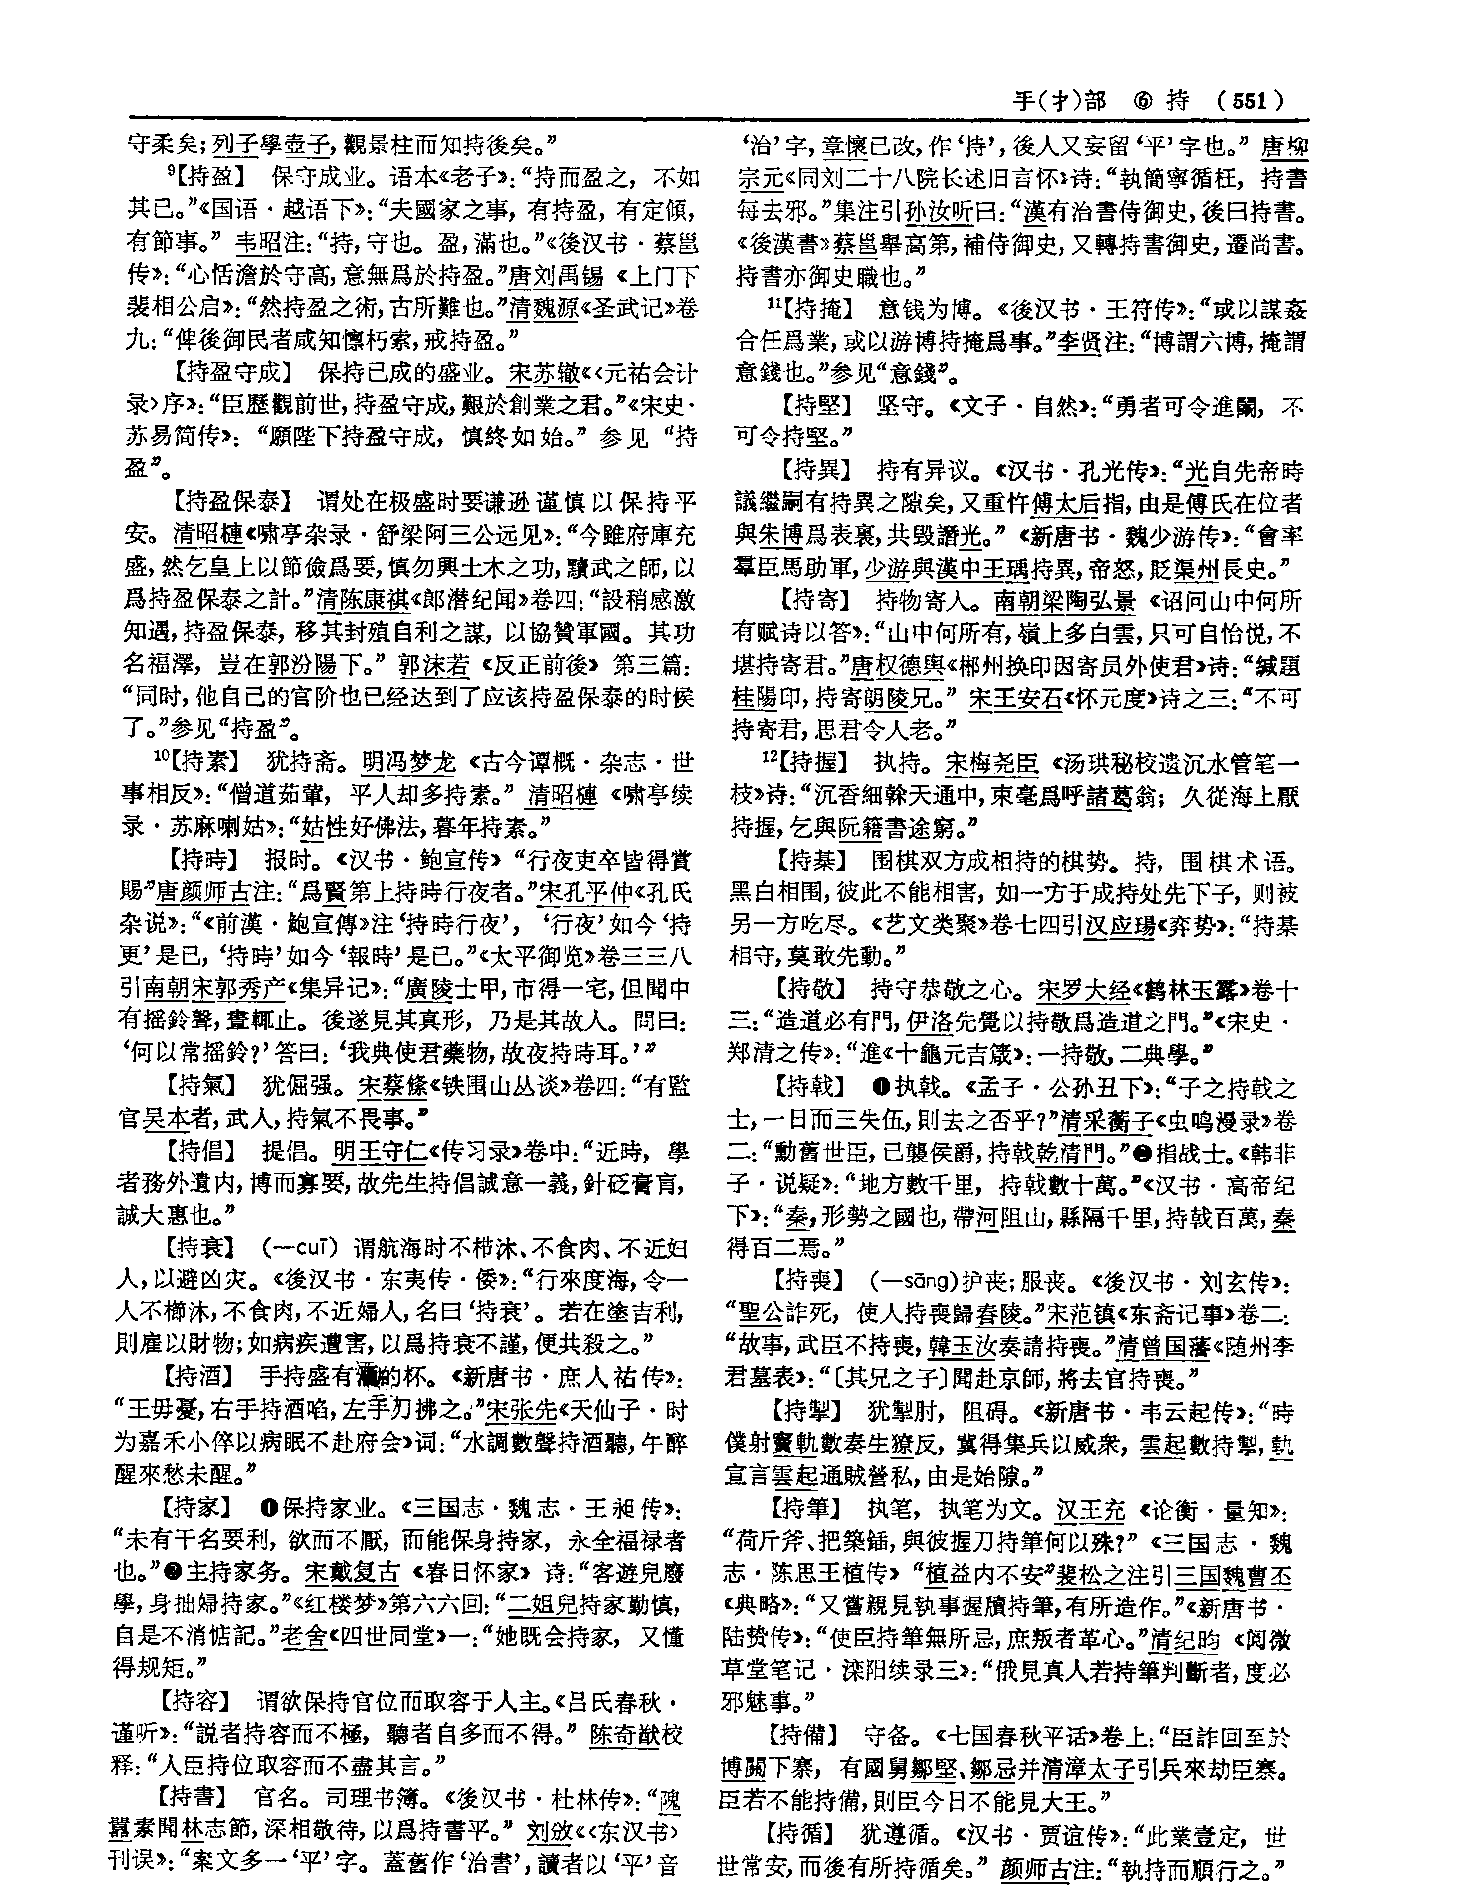 手(扌)部 ⑥ 持 (551)
守柔矣；列子學壺子，觀景柱而知持後矣。”
⁹【持盈】 保守成业。语本《老子》：“持而盈之，不如
其已。”《国语·越语下》：“夫國家之事，有持盈，有定傾，
有節事。” 韦昭注：“持，守也。盈，滿也。”《後汉书·蔡邕
传》：“心恬澹於守高，意無爲於持盈。”唐刘禹锡《上门下
裴相公启》：“然持盈之術，古所難也。”清魏源《圣武记》卷
九：“俾後御民者咸知懔朽索，戒持盈。”
【持盈守成】 保持已成的盛业。宋苏辙《〈元祐会计
录〉序》：“臣歷觀前世，持盈守成，艱於創業之君。”《宋史·
苏易简传》：“願陛下持盈守成，慎終如始。”参见“持
盈”。
【持盈保泰】 谓处在极盛时要谦逊谨慎以保持平
安。清昭梿《啸亭杂录·舒梁阿三公远见》：“今雖府庫充
盛，然乞皇上以節儉爲要，慎勿興土木之功，黷武之師，以
爲持盈保泰之計。”清陈康祺《郎潜纪闻》卷四：“設稍感激
知遇，持盈保泰，移其封殖自利之謀，以協贊軍國。其功
名福澤，豈在郭汾陽下。” 郭沫若《反正前後》第三篇：
“同时，他自己的官阶也已经达到了应该持盈保泰的时候
了。”参见“持盈”。
¹⁰【持素】 犹持斋。明冯梦龙《古今谭概·杂志·世
事相反》：“僧道茹葷，平人却多持素。” 清昭梿《啸亭续
录·苏麻喇姑》：“姑性好佛法，暮年持素。”
【持時】 报时。《汉书·鲍宣传》“行夜吏卒皆得賞
賜”唐颜师古注：“爲賢第上持時行夜者。”宋孔平仲《孔氏
杂说》：“《前漢·鮑宣傳》注‘持時行夜’，‘行夜’如今‘持
更’是已，‘持時’如今‘報時’是已。”《太平御览》卷三三八
引南朝宋郭秀产《集异记》：“廣陵士甲，市得一宅，但聞中
有摇鈴聲，晝輒止。後遂見其真形，乃是其故人。問曰：
‘何以常摇鈴？’答曰：‘我典使君藥物，故夜持時耳。’”
【持氣】 犹倔强。宋蔡絛《铁围山丛谈》卷四：“有監
官吴本者，武人，持氣不畏事。”
【持倡】 提倡。明王守仁《传习录》卷中：“近時，學
者務外遺内，博而寡要，故先生持倡誠意一義，針砭膏肓，
誠大惠也。”
【持衰】 (—cuī) 谓航海时不栉沐、不食肉、不近妇
人，以避凶灾。《後汉书·东夷传·倭》：“行來度海，令一
人不櫛沐，不食肉，不近婦人，名曰‘持衰’。若在塗吉利，
則雇以財物；如病疾遭害，以爲持衰不謹，便共殺之。”
【持酒】 手持盛有酒的杯。《新唐书·庶人祐传》：
“王毋憂，右手持酒啗，左手刀拂之。”宋张先《天仙子·时
为嘉禾小倅以病眠不赴府会》词：“水調數聲持酒聽，午醉
醒來愁未醒。”
【持家】 ❶保持家业。《三国志·魏志·王昶传》：
“未有干名要利，欲而不厭，而能保身持家，永全福禄者
也。”❷主持家务。宋戴复古《春日怀家》诗：“客遊兒廢
學，身拙婦持家。”《红楼梦》第六六回：“二姐兒持家勤慎，
自是不消惦記。”老舍《四世同堂》一：“她既会持家，又懂
得规矩。”
【持容】 谓欲保持官位而取容于人主。《吕氏春秋·
谨听》：“説者持容而不極，聽者自多而不得。” 陈奇猷校
释：“人臣持位取容而不盡其言。”
【持書】 官名。司理书簿。《後汉书·杜林传》：“隗
囂素聞林志節，深相敬待，以爲持書平。” 刘攽《〈东汉书〉
刊误》：“案文多一‘平’字。蓋舊作‘治書’，讀者以‘平’音
‘治’字，章懷已改，作‘持’，後人又妄留‘平’字也。” 唐柳
宗元《同刘二十八院长述旧言怀》诗：“執簡寧循枉，持書
每去邪。”集注引孙汝听曰：“漢有治書侍御史，後曰持書。
《後漢書》蔡邕舉高第，補侍御史，又轉持書御史，遷尚書。
持書亦御史職也。”
¹¹【持掩】 意钱为博。《後汉书·王符传》：“或以謀姦
合任爲業，或以游博持掩爲事。”李贤注：“博謂六博，掩謂
意錢也。”参见“意錢”。
【持堅】 坚守。《文子·自然》：“勇者可令進鬭，不
可令持堅。”
【持異】 持有异议。《汉书·孔光传》：“光自先帝時
議繼嗣有持異之隙矣，又重忤傅太后指，由是傅氏在位者
與朱博爲表裏，共毁譖光。”《新唐书·魏少游传》：“會率
羣臣馬助軍，少游與漢中王瑀持異，帝怒，貶渠州長史。”
【持寄】 持物寄人。南朝梁陶弘景《诏问山中何所
有赋诗以答》：“山中何所有，嶺上多白雲，只可自怡悦，不
堪持寄君。”唐权德舆《郴州换印因寄员外使君》诗：“緘題
桂陽印，持寄朗陵兄。” 宋王安石《怀元度》诗之三：“不可
持寄君，思君令人老。”
¹²【持握】 执持。宋梅尧臣《汤珙秘校遗沉水管笔一
枝》诗：“沉香細榦天通中，束毫爲呼諸葛翁；久從海上厭
持握，乞與阮籍書途窮。”
【持棊】 围棋双方成相持的棋势。持，围棋术语。
黑白相围，彼此不能相害，如一方于成持处先下子，则被
另一方吃尽。《艺文类聚》卷七四引汉应瑒《弈势》：“持棊
相守，莫敢先動。”
【持敬】 持守恭敬之心。宋罗大经《鹤林玉露》卷十
三：“造道必有門，伊洛先覺以持敬爲造道之門。”《宋史·
郑清之传》：“進《十龜元吉箴》：一持敬，二典學。”
【持戟】 ❶执戟。《孟子·公孙丑下》：“子之持戟之
士，一日而三失伍，則去之否乎？”清采蘅子《虫鸣漫录》卷
二：“勳舊世臣，已襲侯爵，持戟乾清門。”❷指战士。《韩非
子·说疑》：“地方數千里，持戟數十萬。”《汉书·高帝纪
下》：“秦，形勢之國也，帶河阻山，縣隔千里，持戟百萬，秦
得百二焉。”
【持喪】 (—sāng)护丧；服丧。《後汉书·刘玄传》：
“聖公詐死，使人持喪歸舂陵。”宋范镇《东斋记事》卷二：
“故事，武臣不持喪，韓玉汝奏請持喪。”清曾国藩《随州李
君墓表》：“〔其兄之子〕聞赴京師，將去官持喪。”
【持掣】 犹掣肘，阻碍。《新唐书·韦云起传》：“時
僕射竇軌數奏生獠反，冀得集兵以威衆，雲起數持掣，軌
宣言雲起通賊營私，由是始隙。”
【持筆】 执笔，执笔为文。汉王充《论衡·量知》：
“荷斤斧、把築鍤，與彼握刀持筆何以殊？”《三国志·魏
志·陈思王植传》“植益内不安”裴松之注引三国魏曹丕
《典略》：“又嘗親見執事握牘持筆，有所造作。”《新唐书·
陆贽传》：“使臣持筆無所忌，庶叛者革心。”清纪昀《阅微
草堂笔记·滦阳续录三》：“俄見真人若持筆判斷者，度必
邪魅事。”
【持備】 守备。《七国春秋平话》卷上：“臣詐回至於
博関下寨，有國舅鄒堅、鄒忌并清漳太子引兵來劫臣寨。
臣若不能持備，則臣今日不能見大王。”
【持循】 犹遵循。《汉书·贾谊传》：“此業壹定，世
世常安，而後有所持循矣。” 颜师古注：“執持而順行之。”